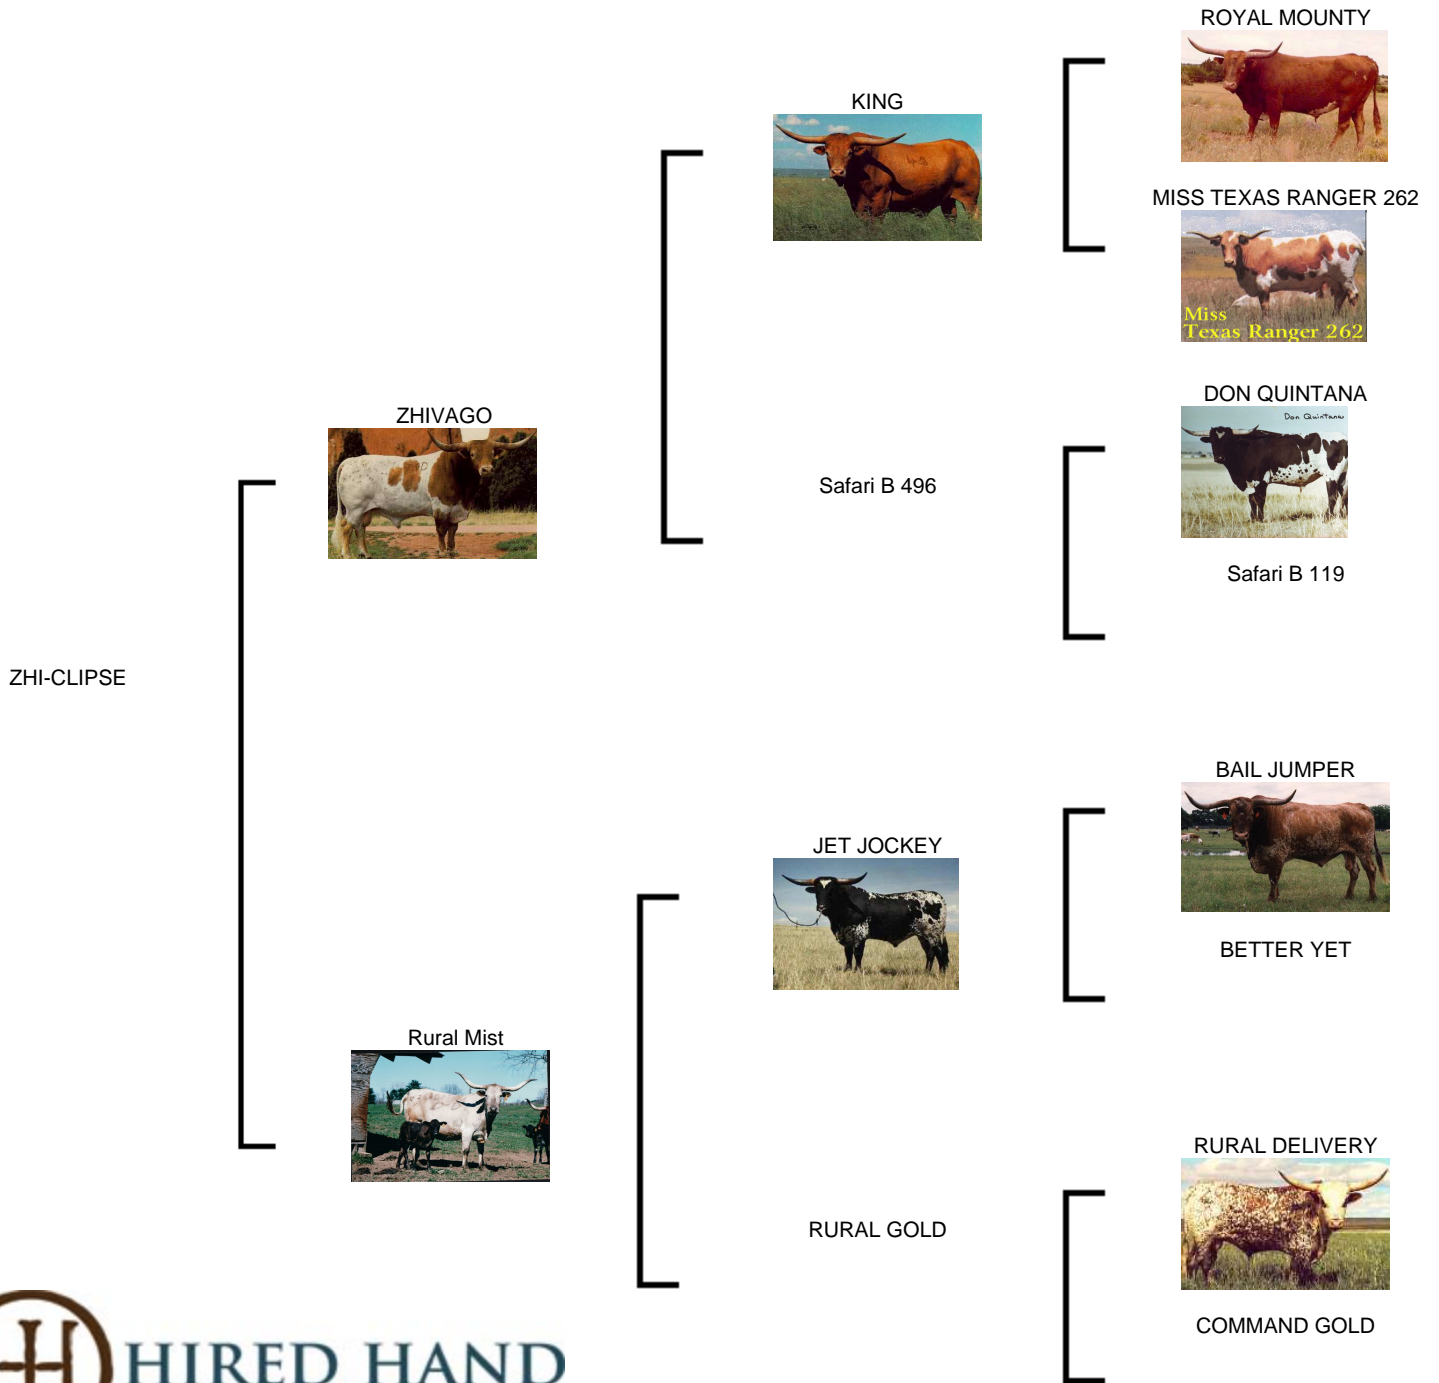 ROYAL MOUNTY
KING
MISS TEXAS RANGER 262
Miss
Texas Ranger 262
ZHIVAGO
DON QUINTANA
Don Quintana
Safari B 496
Safari B 119
ZHI-CLIPSE
BAIL JUMPER
JET JOCKEY
BETTER YET
Rural Mist
RURAL DELIVERY
RURAL GOLD
COMMAND GOLD
H HIRED HAND